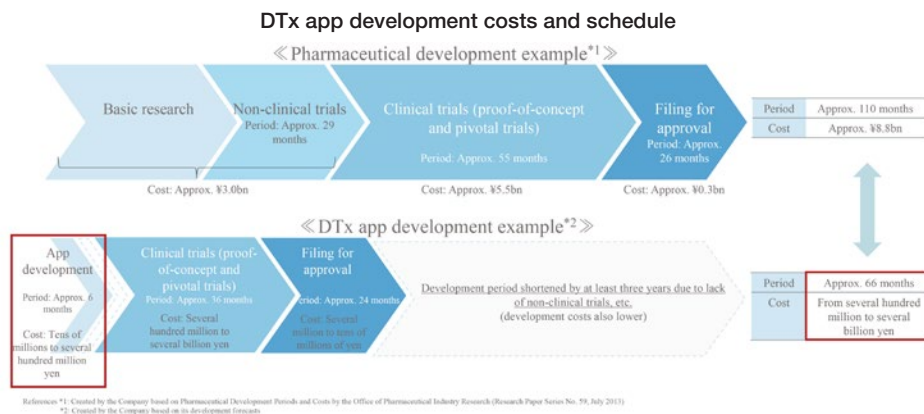 DTx app development costs and schedule
≪Pharmaceutical development example*1≫
Basic research
Non-clinical trials
Period: Approx. 29
months
Clinical trials (proof-of-concept
and pivotal trials)
Period: Approx. 55 months
Filing for
approval
Period: Approx.
26 months
Cost: Approx. ¥3.0bn
Cost: Approx. ¥5.5bn
Cost: Approx. ¥0.3bn
Period Approx. 110 months
Cost Approx. ¥8.8bn
≪DTx app development example*2≫
App
development
Period: Approx. 6
months
Cost: Tens of
millions to several
hundred million
yen
Clinical trials (proof-
of-concept and
pivotal trials)
Period: Approx. 36 months
Cost: Several
hundred million to
several billion yen
Filing for
approval
Period: Approx. 24 months
Cost: Several
million to tens of
millions of yen
Development period shortened by at least three years due to lack
of non-clinical trials, etc.
(development costs also lower)
Period Approx. 66 months
Cost From several hundred
million to several
billion yen
References *1: Created by the Company based on Pharmaceutical Development Periods and Costs by the Office of Pharmaceutical Industry Research (Research Paper Series No. 59, July 2013)
*2: Created by the Company based on its development forecasts